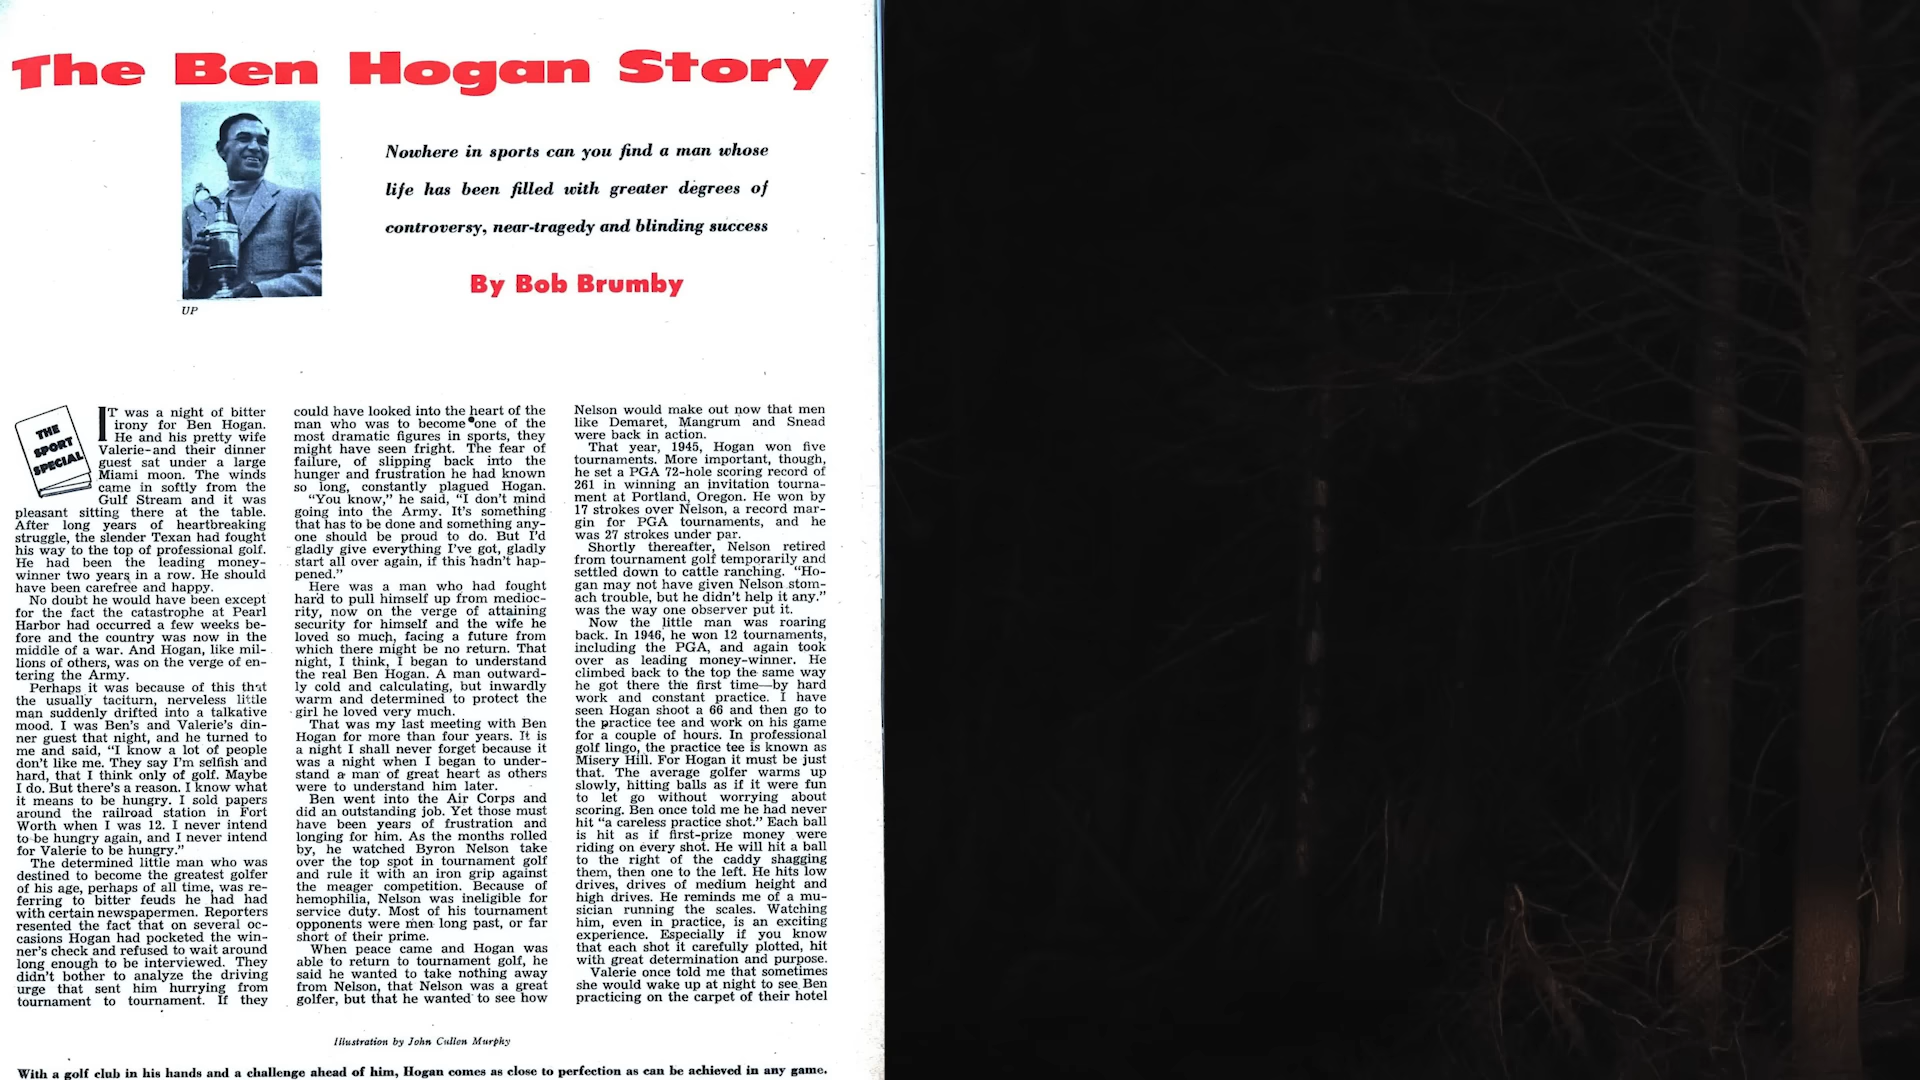 The Ben Hogan Story
Nowhere in sports can you find a man whose
life has been filled with greater degrees of
controversy, near-tragedy and blinding success
By Bob Brumby
UP
THE
SPORT
SPECIAL
IT was a night of bitter
irony for Ben Hogan.
He and his pretty wife
Valerie-and their dinner
guest sat under a large
Miami moon. The winds
came in softly from the
Gulf Stream and it was
pleasant sitting there at the table.
After long years of heartbreaking
struggle, the slender Texan had fought
his way to the top of professional golf.
He had been the leading money-
winner two years in a row. He should
have been carefree and happy.
No doubt he would have been except
for the fact the catastrophe at Pearl
Harbor had occurred a few weeks be-
fore and the country was now in the
middle of a war. And Hogan, like mil-
lions of others, was on the verge of en-
tering the Army.
Perhaps it was because of this that
the usually taciturn, nerveless little
man suddenly drifted into a talkative
mood. I was Ben's and Valerie's din-
ner guest that night, and he turned to
me and said, "I know a lot of people
don't like me. They say I'm selfish and
hard, that I think only of golf. Maybe
I do. But there's a reason. I know what
it means to be hungry. I sold papers
around the railroad station in Fort
Worth when I was 12. I never intend
to be hungry again, and I never intend
for Valerie to be hungry."
The determined little man who was
destined to become the greatest golfer
of his age, perhaps of all time, was re-
ferring to bitter feuds he had had
with certain newspapermen. Reporters
resented the fact that on several oc-
casions Hogan had pocketed the win-
ner's check and refused to wait around
long enough to be interviewed. They
didn't bother to analyze the driving
urge that sent him hurrying from
tournament to tournament. If they
could have looked into the heart of the
man who was to become one of the
most dramatic figures in sports, they
might have seen fright. The fear of
failure, of slipping back into the
hunger and frustration he had known
so long, constantly plagued Hogan.
"You know," he said, "I don't mind
going into the Army. It's something
that has to be done and something any-
one should be proud to do. But I'd
gladly give everything I've got, gladly
start all over again, if this hadn't hap-
pened."
Here was a man who had fought
hard to pull himself up from medioc-
rity, now on the verge of attaining
security for himself and the wife he
loved so much, facing a future from
which there might be no return. That
night, I think, I began to understand
the real Ben Hogan. A man outward-
ly cold and calculating, but inwardly
warm and determined to protect the
girl he loved very much.
That was my last meeting with Ben
Hogan for more than four years. It is
a night I shall never forget because it
was a night when I began to under-
stand a man of great heart as others
were to understand him later.
Ben went into the Air Corps and
did an outstanding job. Yet those must
have been years of frustration and
longing for him. As the months rolled
by, he watched Byron Nelson take
over the top spot in tournament golf
and rule it with an iron grip against
the meager competition. Because of
hemophilia, Nelson was ineligible for
service duty. Most of his tournament
opponents were men long past, or far
short of their prime.
When peace came and Hogan was
able to return to tournament golf, he
said he wanted to take nothing away
from Nelson, that Nelson was a great
golfer, but that he wanted to see how
Nelson would make out now that men
like Demaret, Mangrum and Snead
were back in action.
That year, 1945, Hogan won five
tournaments. More important, though,
he set a PGA 72-hole scoring record of
261 in winning an invitation tourna-
ment at Portland, Oregon. He won by
17 strokes over Nelson, a record mar-
gin for PGA tournaments, and he
was 27 strokes under par.
Shortly thereafter, Nelson retired
from tournament golf temporarily and
settled down to cattle ranching. "Ho-
gan may not have given Nelson stom-
ach trouble, but he didn't help it any."
was the way one observer put it.
Now the little man was roaring
back. In 1946, he won 12 tournaments,
including the PGA, and again took
over as leading money-winner. He
climbed back to the top the same way
he got there the first time—by hard
work and constant practice. I have
seen Hogan shoot a 66 and then go to
the practice tee and work on his game
for a couple of hours. In professional
golf lingo, the practice tee is known as
Misery Hill. For Hogan it must be just
that. The average golfer warms up
slowly, hitting balls as if it were fun
to let go without worrying about
scoring. Ben once told me he had never
hit "a careless practice shot." Each ball
is hit as if first-prize money were
riding on every shot. He will hit a ball
to the right of the caddy shagging
them, then one to the left. He hits low
drives, drives of medium height and
high drives. He reminds me of a mu-
sician running the scales. Watching
him, even in practice, is an exciting
experience. Especially if you know
that each shot it carefully plotted, hit
with great determination and purpose.
Valerie once told me that sometimes
she would wake up at night to see Ben
practicing on the carpet of their hotel
Illustration by John Cullen Murphy
With a golf club in his hands and a challenge ahead of him, Hogan comes as close to perfection as can be achieved in any game.